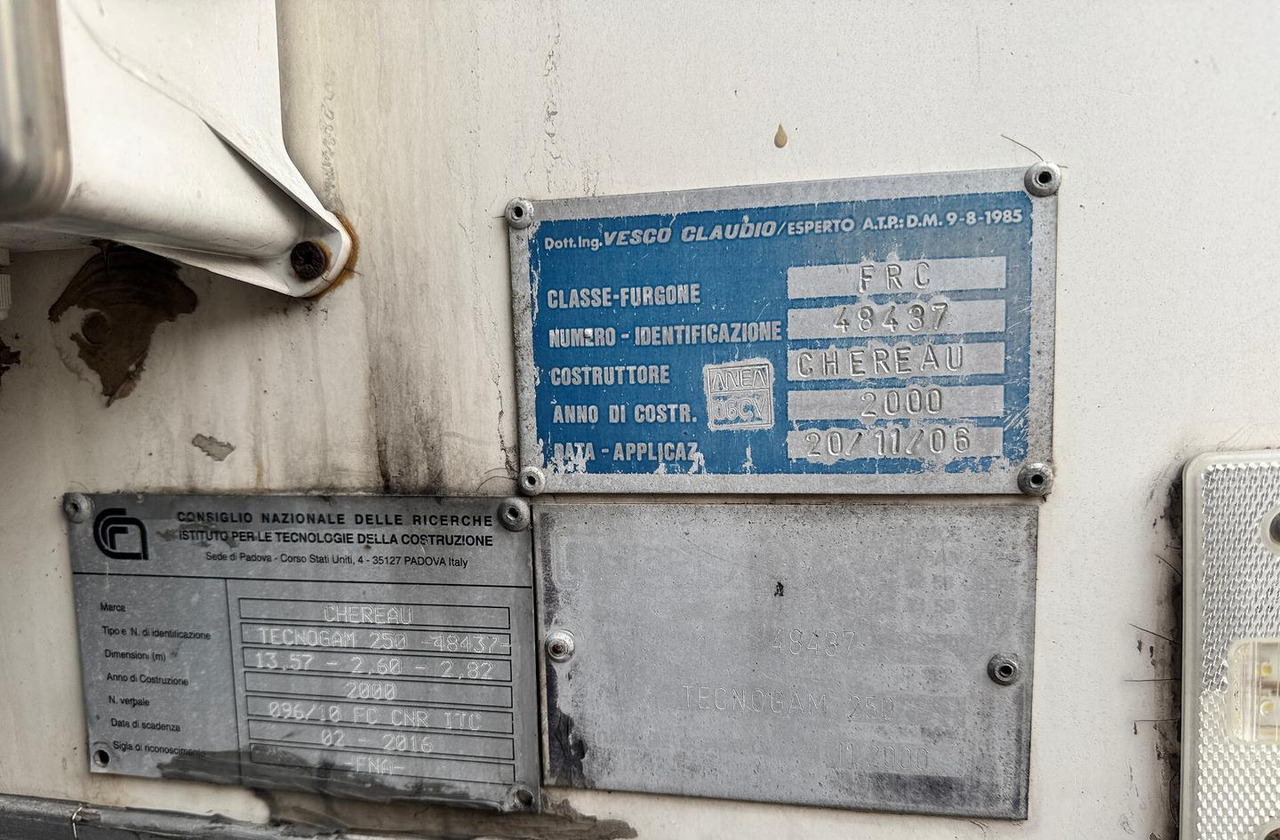 Dott.Ing.VESCO CLAUDIO/ESPERTO A.T.P.: D.M. 9-8-1985
CLASSE-FURGONE FRC
NUMERO - IDENTIFICAZIONE 48437
COSTRUTTORE CHEREAU
ANNO DI COSTR. 2000
DATA - APPLICAZ 20/11/06
ANEA
06CV
CONSIGLIO NAZIONALE DELLE RICERCHE
ISTITUTO PER LE TECNOLOGIE DELLA COSTRUZIONE
Sede di Padova - Corso Stati Uniti, 4 - 35127 PADOVA Italy
Marca CHEREAU
Tipo e N. di identificazione TECNOGAM 250 -48437-
Dimensioni (m) 13.57 - 2.60 - 2.82
Anno di Costruzione 2000
N. verbale 096/10 FC CNR ITC
Data di scadenza 02 - 2016
Sigla di riconoscimento -FNA-
48437
TECNOGAM 250
11.2000